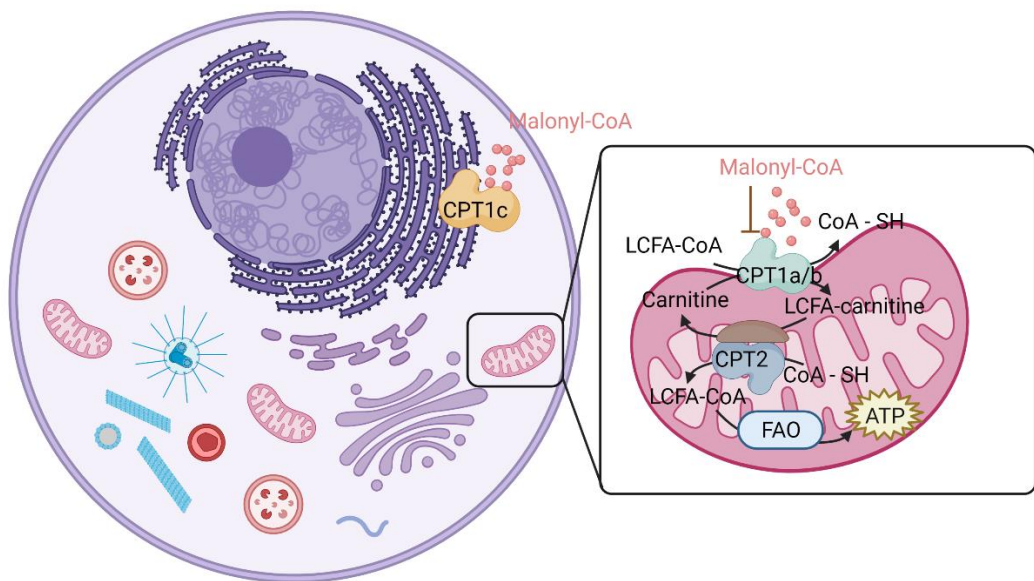 Malonyl-CoA
CPT1c
Malonyl-CoA
CoA - SH
LCFA-CoA
CPT1a/b
Carnitine
LCFA-carnitine
CPT2
CoA - SH
LCFA-CoA
FAO
ATP